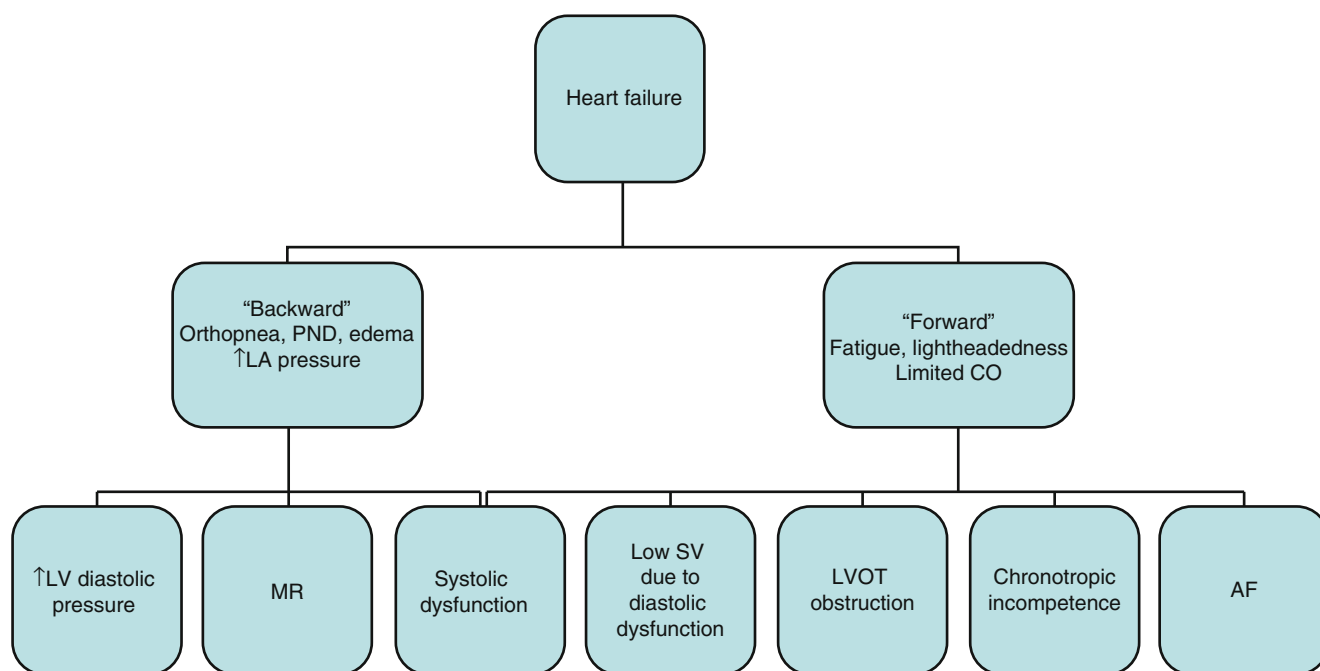 Heart failure
“Backward”
Orthopnea, PND, edema
↑LA pressure
“Forward”
Fatigue, lightheadedness
Limited CO
↑LV diastolic
pressure
MR
Systolic
dysfunction
Low SV
due to
diastolic
dysfunction
LVOT
obstruction
Chronotropic
incompetence
AF